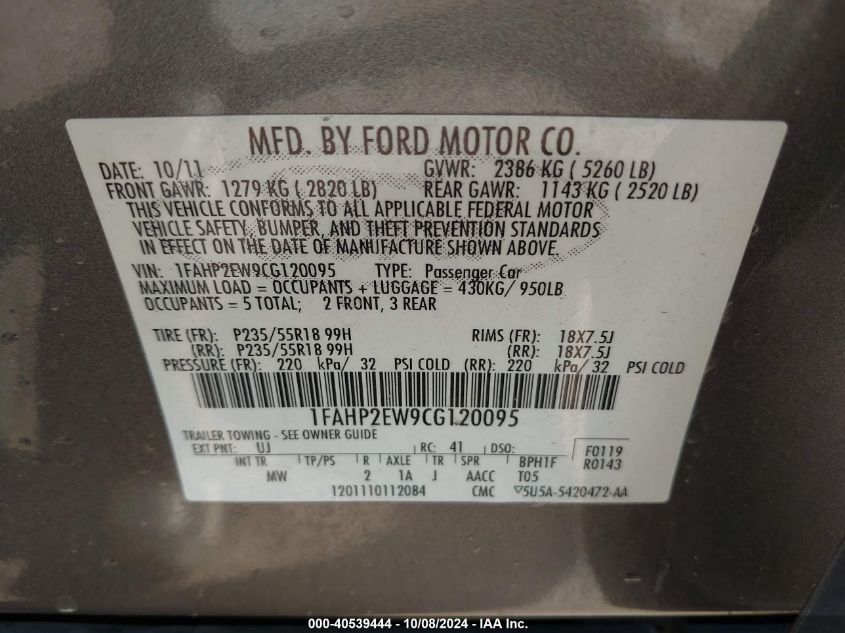 MFD. BY FORD MOTOR CO.
DATE: 10/11 GVWR: 2386 KG ( 5260 LB)
FRONT GAWR: 1279 KG ( 2820 LB) REAR GAWR: 1143 KG ( 2520 LB)
THIS VEHICLE CONFORMS TO ALL APPLICABLE FEDERAL MOTOR
VEHICLE SAFETY, BUMPER, AND THEFT PREVENTION STANDARDS
IN EFFECT ON THE DATE OF MANUFACTURE SHOWN ABOVE.
VIN: 1FAHP2EW9CG120095 TYPE: Passenger Car
MAXIMUM LOAD = OCCUPANTS + LUGGAGE = 430KG/ 950LB
OCCUPANTS = 5 TOTAL; 2 FRONT, 3 REAR
TIRE (FR): P235/55R18 99H RIMS (FR): 18X7.5J
(RR): P235/55R18 99H (RR): 18X7.5J
PRESSURE (FR): 220 kPa/ 32 PSI COLD (RR): 220 kPa/ 32 PSI COLD
1FAHP2EW9CG120095
TRAILER TOWING - SEE OWNER GUIDE
EXT PNT: UJ RC: 41 DSO: F0119
INT TR TP/PS R AXLE TR SPR BPH1F R0143
MW 2 1A J AACC T05
1201110112084 CMC ▽5U5A-5420472-AA
000-40539444 - 10/08/2024 - © IAA Inc.